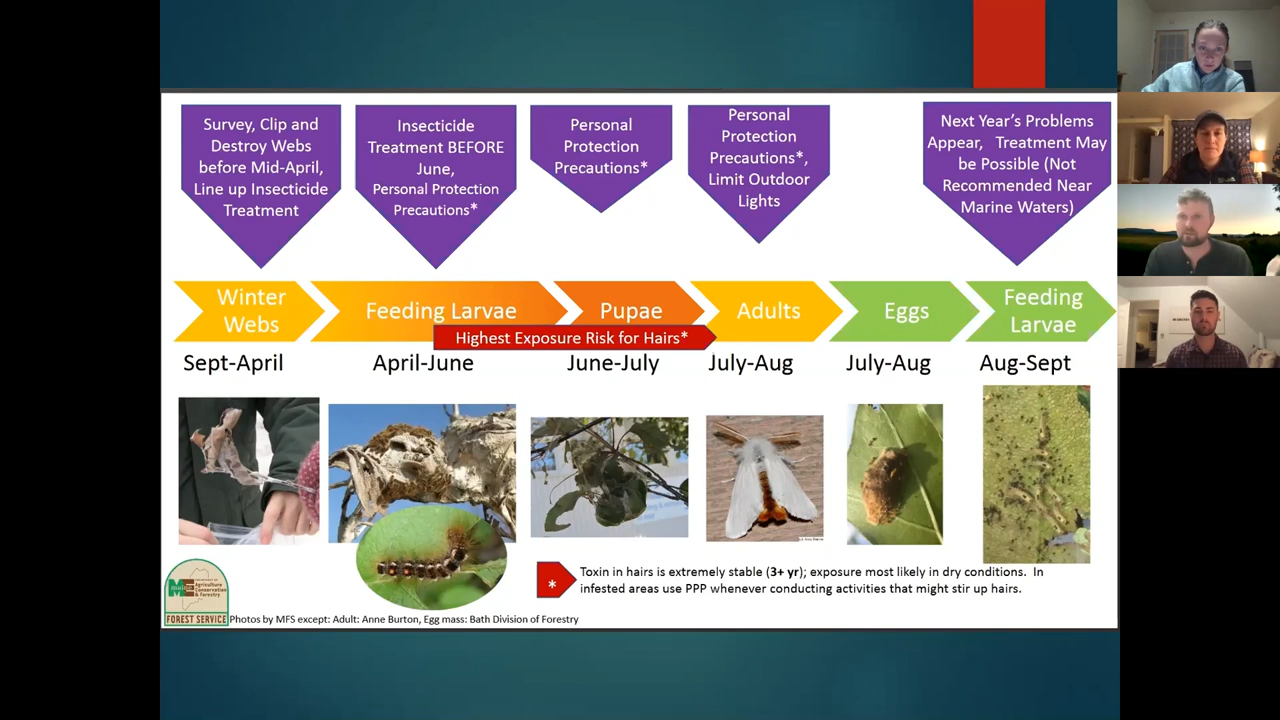 Survey, Clip and
Destroy Webs
before Mid-April,
Line up Insecticide
Treatment
Insecticide
Treatment BEFORE
June,
Personal Protection
Precautions*
Personal
Protection
Precautions*
Personal
Protection
Precautions*,
Limit Outdoor
Lights
Next Year's Problems
Appear, Treatment May
be Possible (Not
Recommended Near
Marine Waters)
Winter
Webs
Feeding Larvae
Pupae
Adults
Eggs
Feeding
Larvae
Highest Exposure Risk for Hairs*
Sept-April
April-June
June-July
July-Aug
July-Aug
Aug-Sept
*
Toxin in hairs is extremely stable (3+ yr); exposure most likely in dry conditions. In
infested areas use PPP whenever conducting activities that might stir up hairs.
Agriculture
Conservation
& Forestry
FOREST SERVICE
Photos by MFS except: Adult: Anne Burton, Egg mass: Bath Division of Forestry